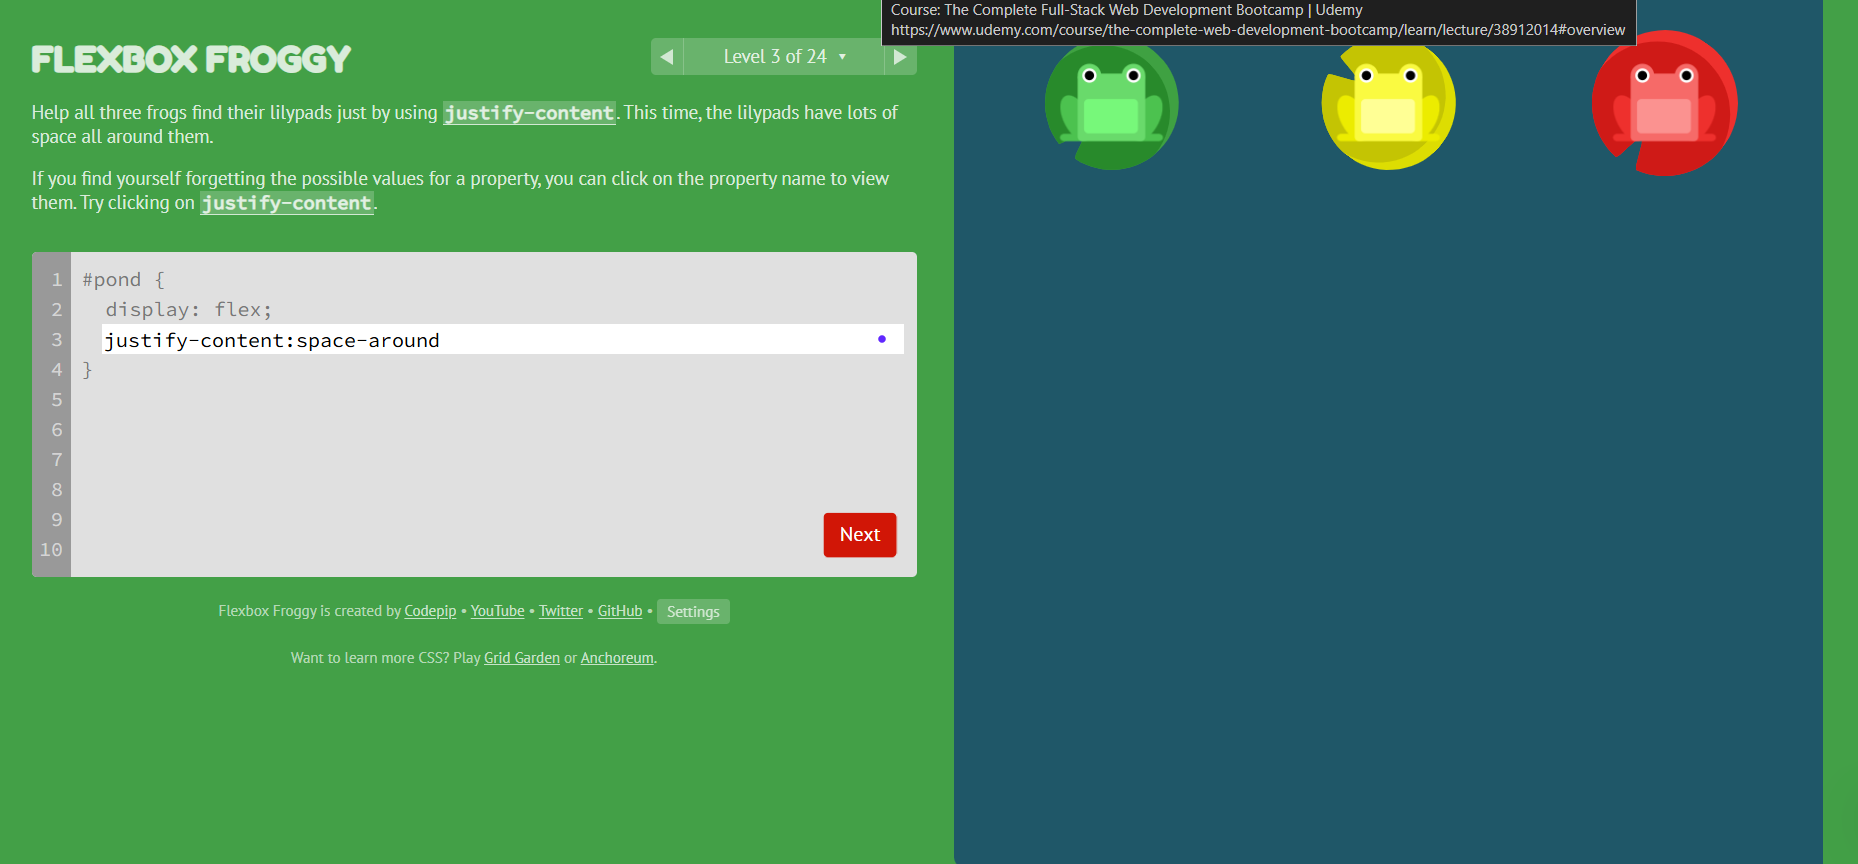 Course: The Complete Full-Stack Web Development Bootcamp | Udemy
https://www.udemy.com/course/the-complete-web-development-bootcamp/learn/lecture/38912014#overview
FLEXBOX FROGGY
Level 3 of 24
Help all three frogs find their lilypads just by using justify-content. This time, the lilypads have lots of
space all around them.
If you find yourself forgetting the possible values for a property, you can click on the property name to view
them. Try clicking on justify-content.
1 #pond {
2 display: flex;
3 justify-content:space-around
4 }
5
6
7
8
9
10
Next
Flexbox Froggy is created by Codepip • YouTube • Twitter • GitHub • Settings
Want to learn more CSS? Play Grid Garden or Anchoreum.